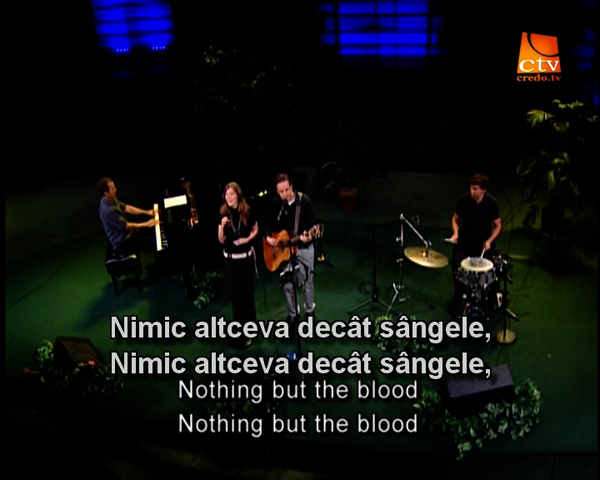 ctv
credo.tv
Nimic altceva decât sângele,
Nimic altceva decât sângele,
Nothing but the blood
Nothing but the blood